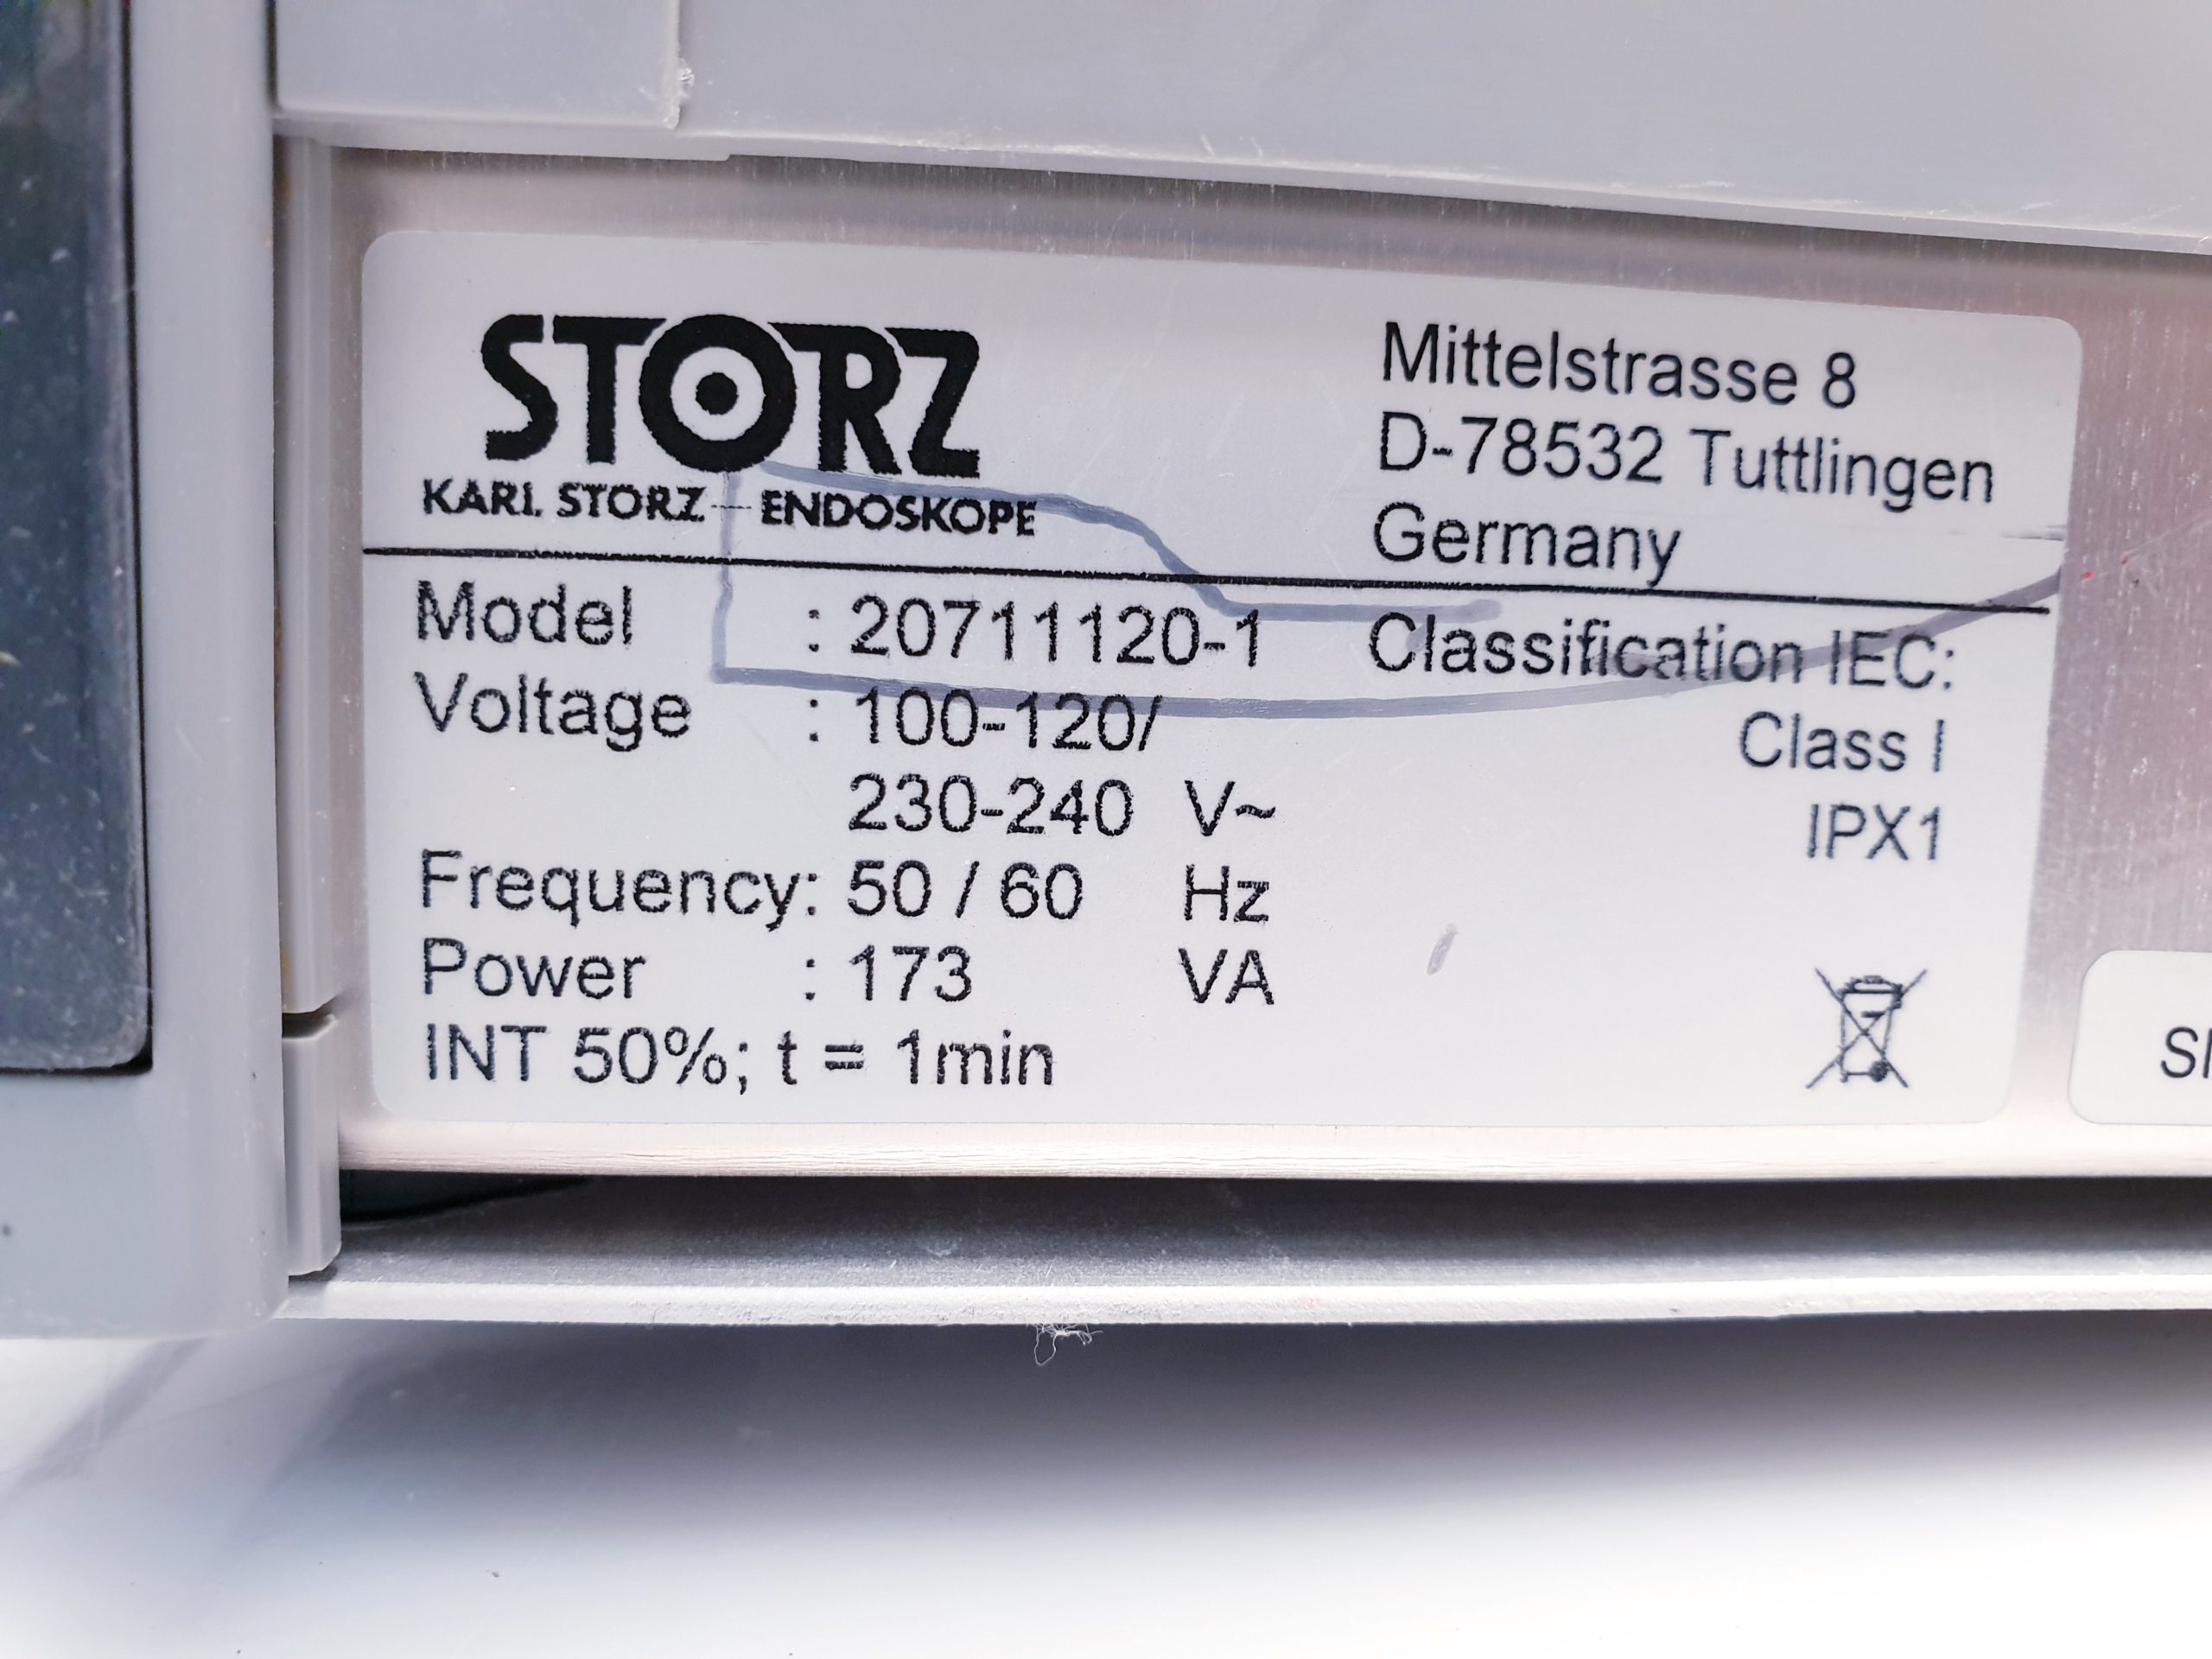 STORZ
KARL STORZ — ENDOSKOPE
Mittelstrasse 8
D-78532 Tuttlingen
Germany
Model : 20711120-1
Voltage : 100-120/
230-240 V~
Frequency: 50 / 60 Hz
Power : 173 VA
INT 50%; t = 1min
Classification IEC:
Class I
IPX1